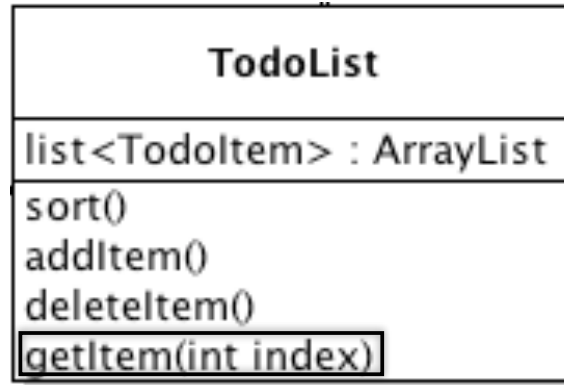 TodoList
list<TodoItem> : ArrayList
sort()
addItem()
deleteItem()
getItem(int index)